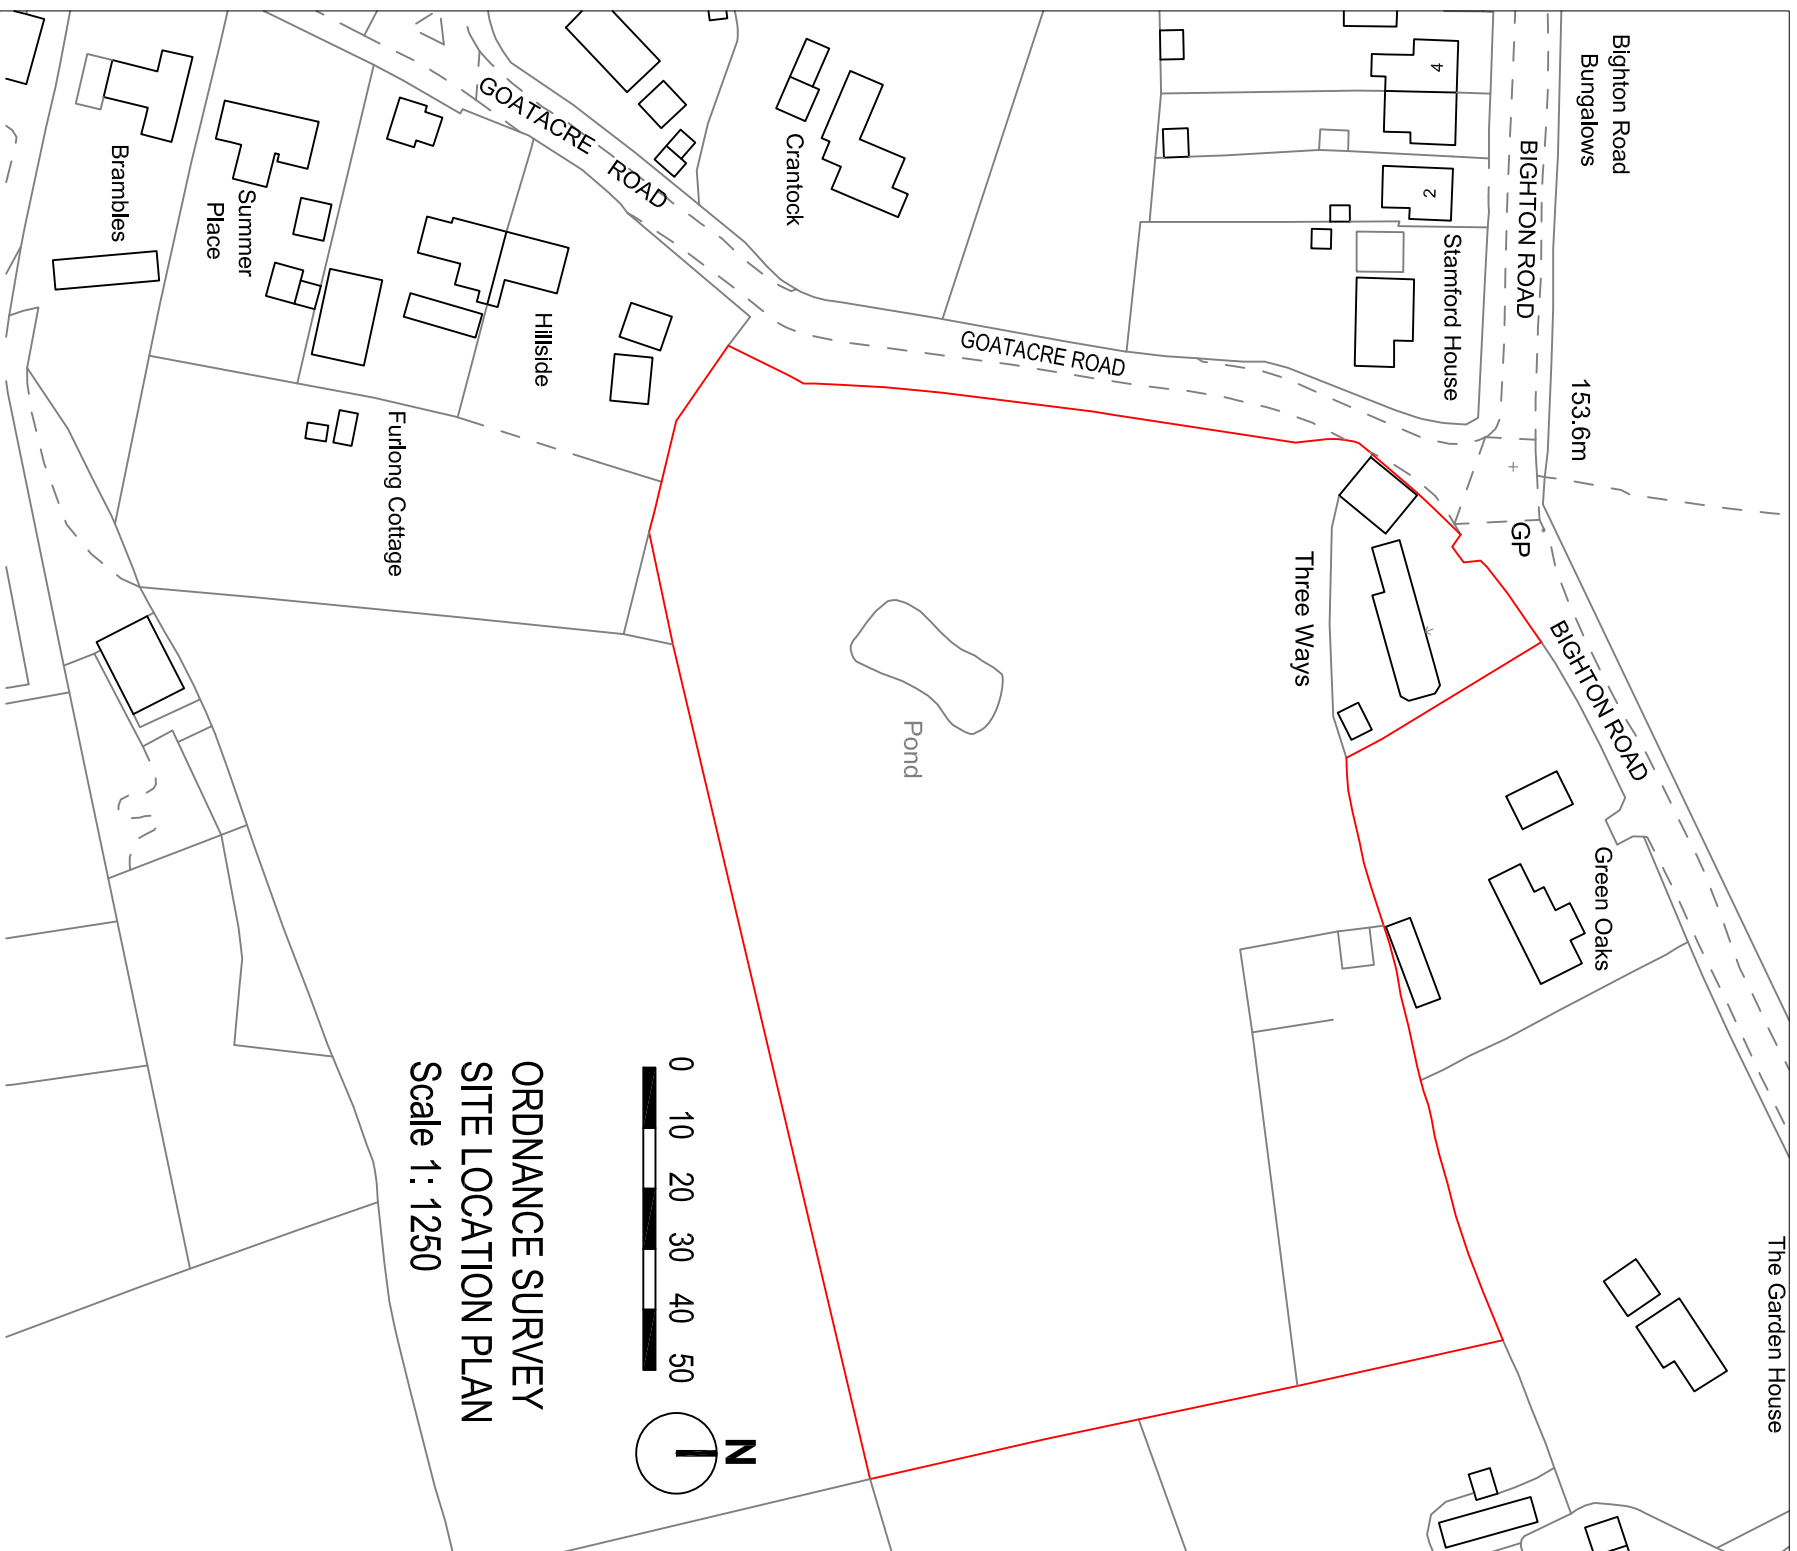 Bighton Road
Bungalows
BIGHTON ROAD
4
2
Stamford House
153.6m
GP
BIGHTON ROAD
Green Oaks
The Garden House
Crantock
GOATACRE ROAD
GOATACRE ROAD
Three Ways
Pond
Hillside
Furlong Cottage
Summer
Place
Brambles
0 10 20 30 40 50
N
ORDNANCE SURVEY
SITE LOCATION PLAN
Scale 1: 1250